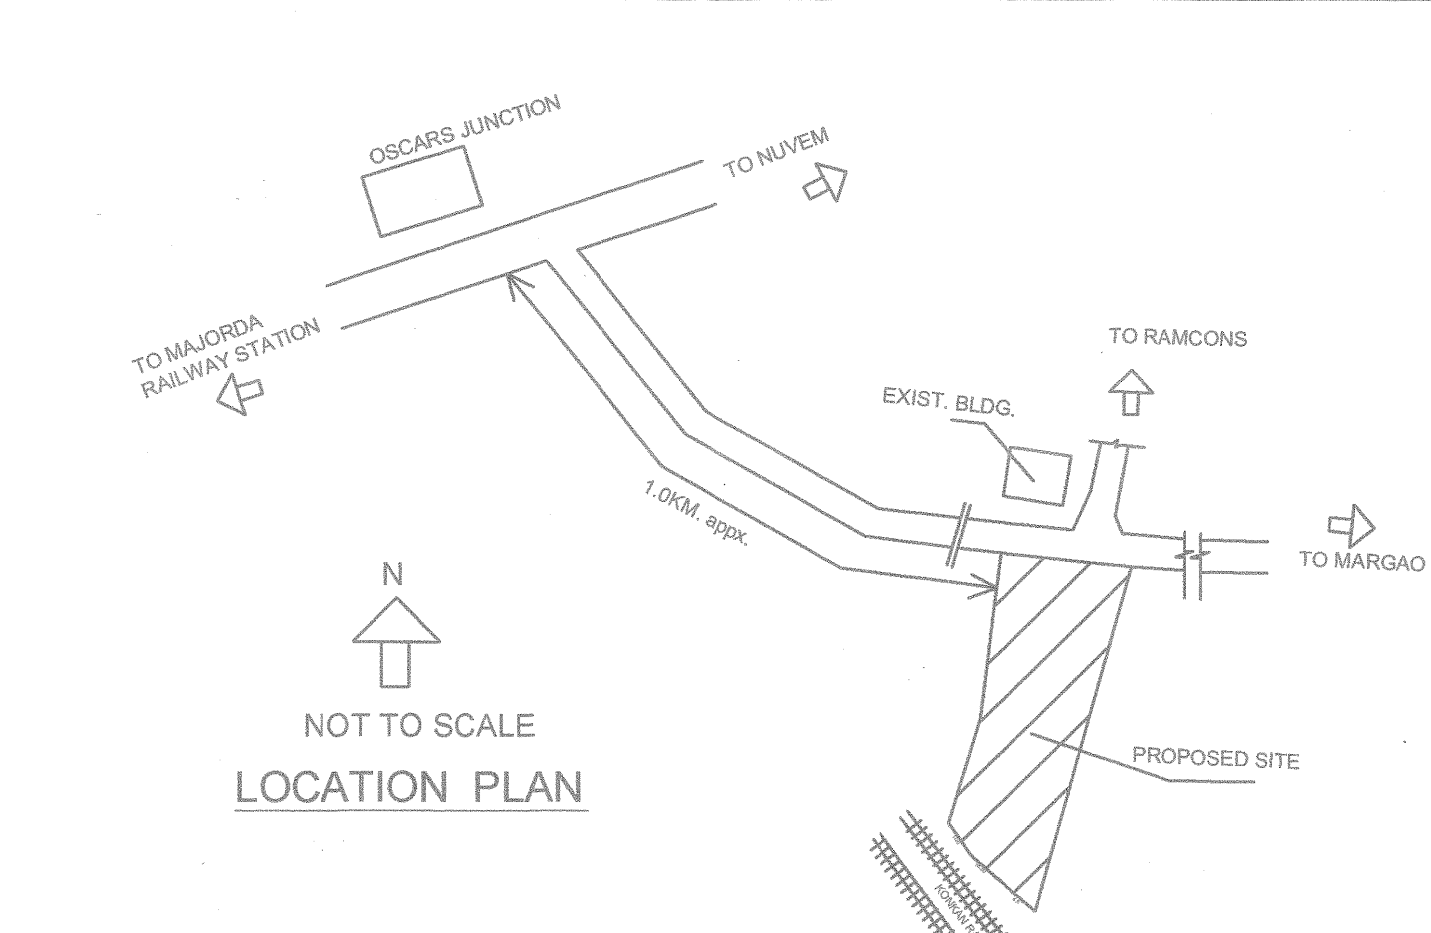 OSCARS JUNCTION
TO NUVEM
TO MAJORDA
RAILWAY STATION
TO RAMCONS
EXIST. BLDG.
1.0KM. appx.
TO MARGAO
N
NOT TO SCALE
PROPOSED SITE
LOCATION PLAN
KONKAN